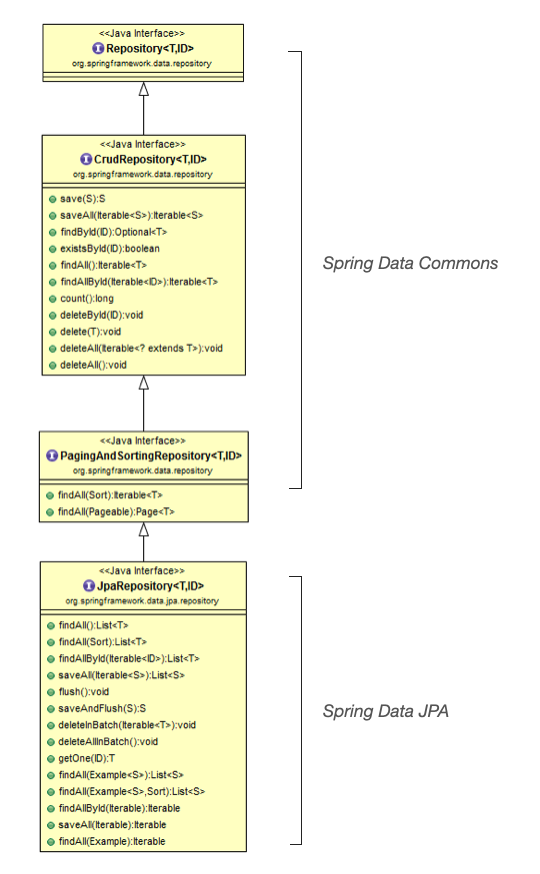 <<Java Interface>>
Repository<T,ID>
org.springframework.data.repository
<<Java Interface>>
CrudRepository<T,ID>
org.springframework.data.repository
save(S):S
saveAll(Iterable<S>):Iterable<S>
findById(ID):Optional<T>
existsById(ID):boolean
findAll():Iterable<T>
findAllById(Iterable<ID>):Iterable<T>
count():long
deleteById(ID):void
delete(T):void
deleteAll(Iterable<? extends T>):void
deleteAll():void
Spring Data Commons
<<Java Interface>>
PagingAndSortingRepository<T,ID>
org.springframework.data.repository
findAll(Sort):Iterable<T>
findAll(Pageable):Page<T>
<<Java Interface>>
JpaRepository<T,ID>
org.springframework.data.jpa.repository
findAll():List<T>
findAll(Sort):List<T>
findAllById(Iterable<ID>):List<T>
saveAll(Iterable<S>):List<S>
flush():void
saveAndFlush(S):S
deleteInBatch(Iterable<T>):void
deleteAllInBatch():void
getOne(ID):T
findAll(Example<S>):List<S>
findAll(Example<S>,Sort):List<S>
findAllById(Iterable):Iterable
saveAll(Iterable):Iterable
findAll(Example):Iterable
Spring Data JPA